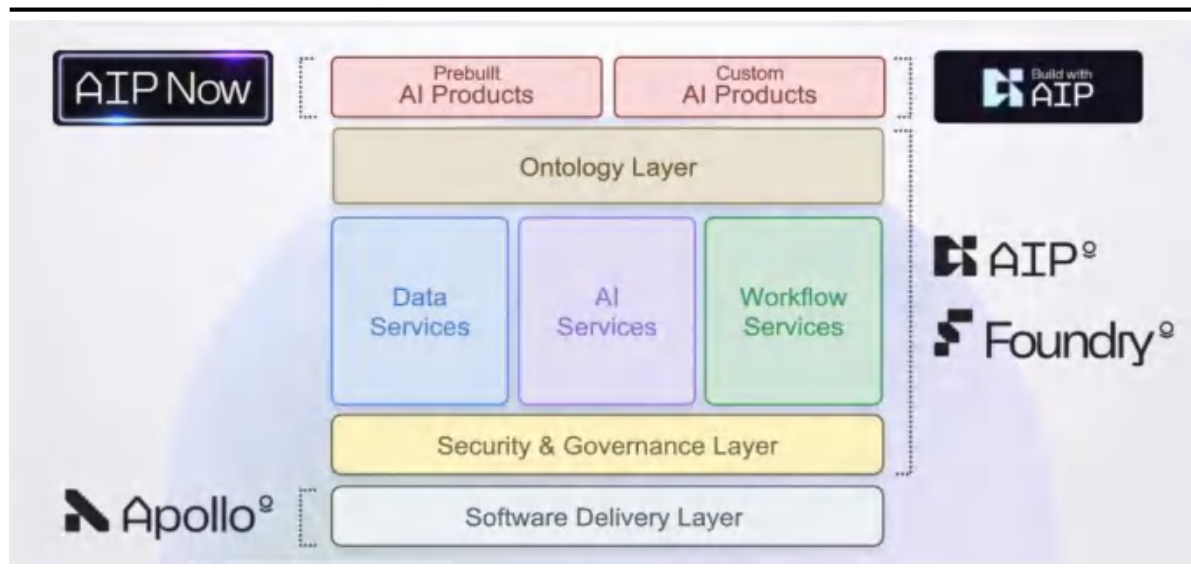 AIP Now
Prebuilt
AI Products
Custom
AI Products
Build with
AIP
Ontology Layer
Data
Services
AI
Services
Workflow
Services
AIP
Foundry
Security & Governance Layer
Apollo
Software Delivery Layer